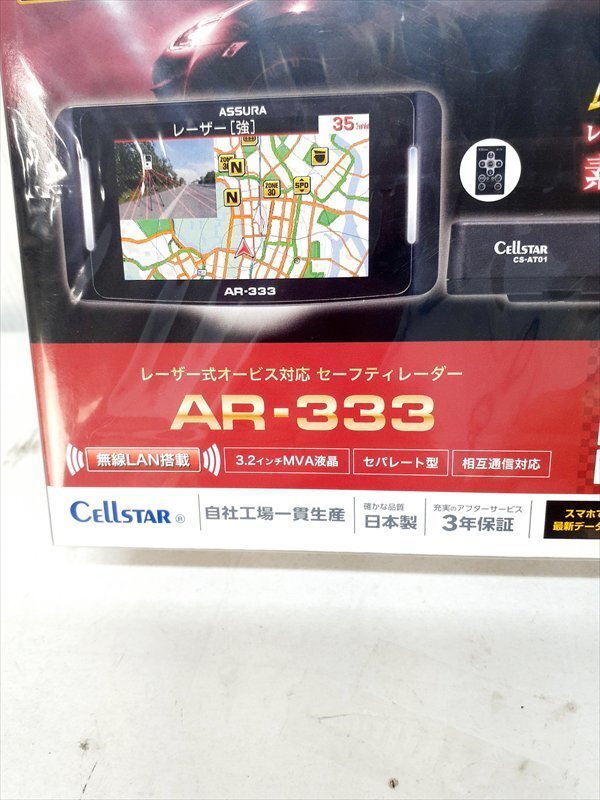 ASSURA
レーザー[強]
35
N
N
ZONE
30
SPD
AR-333
CELLSTAR
CS-AT01
レーザー式オービス対応 セーフティレーダー
AR-333
無線LAN搭載
3.2インチMVA液晶
セパレート型
相互通信対応
CELLSTAR®
自社工場一貫生産
確かな品質
日本製
充実のアフターサービス
3年保証
スマホで
最新データ